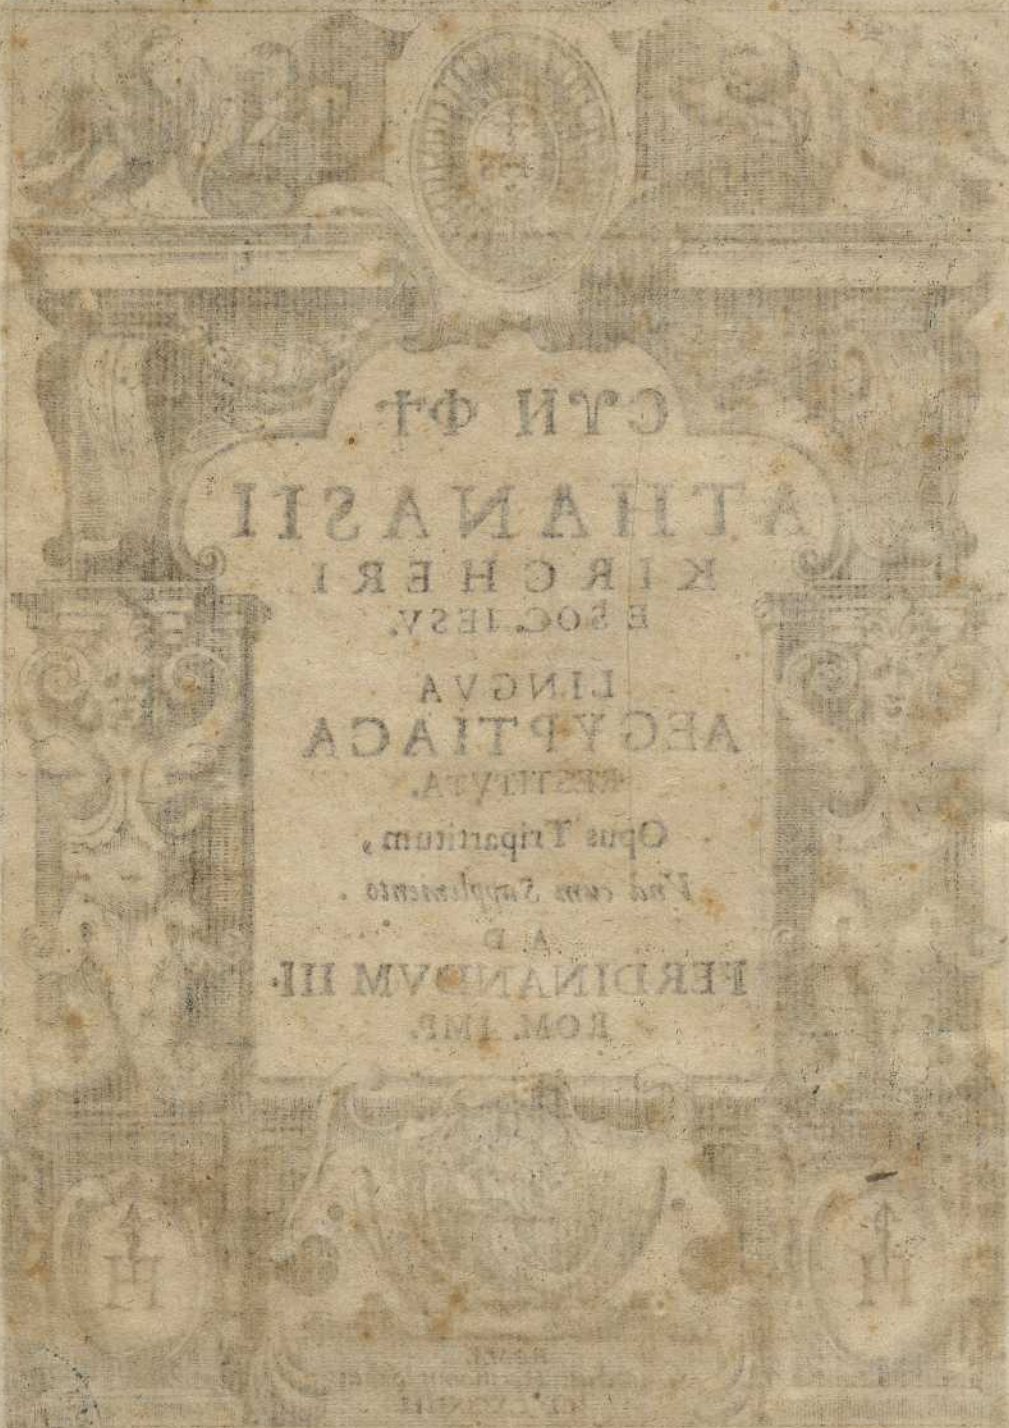 ⲤⲨⲚ ⲪϮ
ATHANASII
KIRCHERI
E SOC. IESV.
LINGVA
AEGYPTIACA
RESTITVTA.
Opus Tripartitum,
Vnà cum Supplemento.
AD
FERDINANDVM III.
ROM. IMP.
ROMÆ